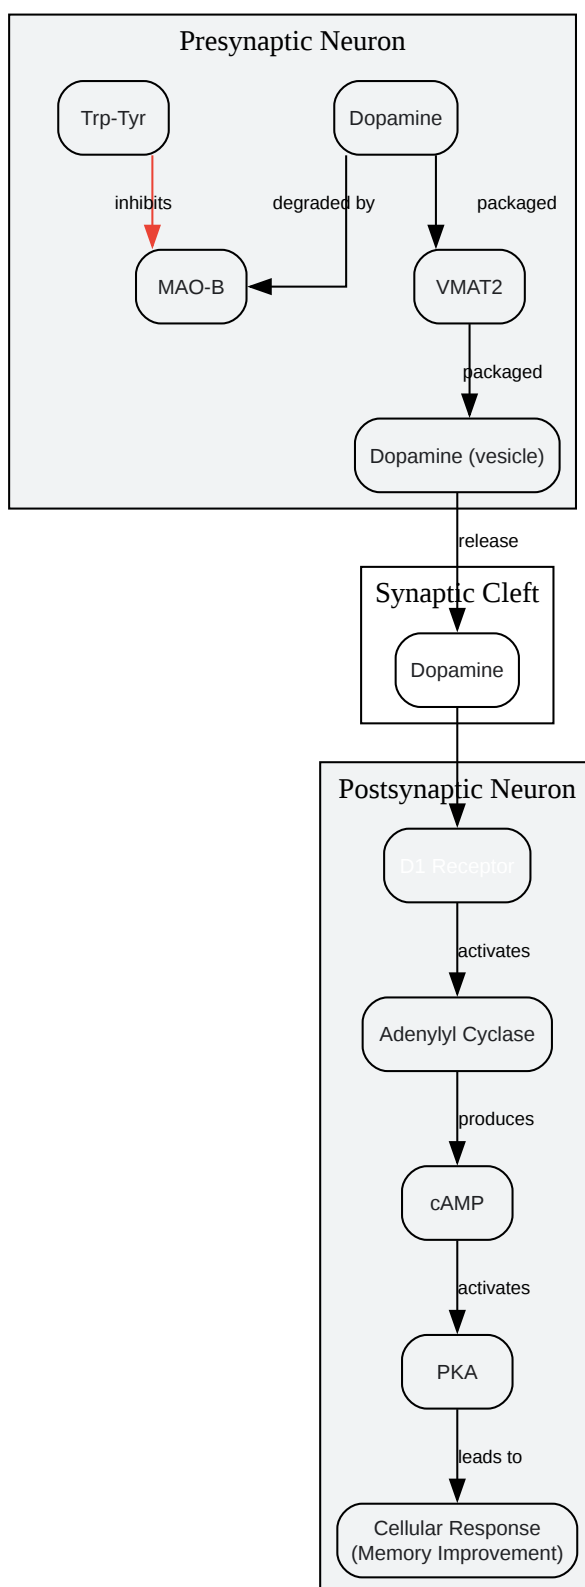 Presynaptic Neuron
Trp-Tyr
Dopamine
inhibits
degraded by
packaged
MAO-B
VMAT2
packaged
Dopamine (vesicle)
release
Synaptic Cleft
Dopamine
Postsynaptic Neuron
D1 Receptor
activates
Adenylyl Cyclase
produces
cAMP
activates
PKA
leads to
Cellular Response
(Memory Improvement)